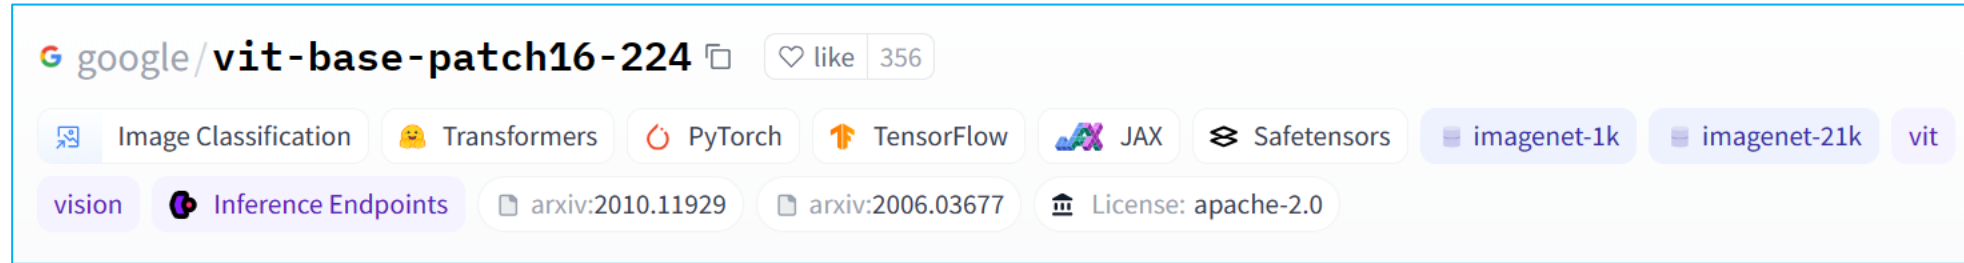 google/vit-base-patch16-224 like 356
Image Classification Transformers PyTorch TensorFlow JAX Safetensors imagenet-1k imagenet-21k vit
vision Inference Endpoints arxiv:2010.11929 arxiv:2006.03677 License: apache-2.0